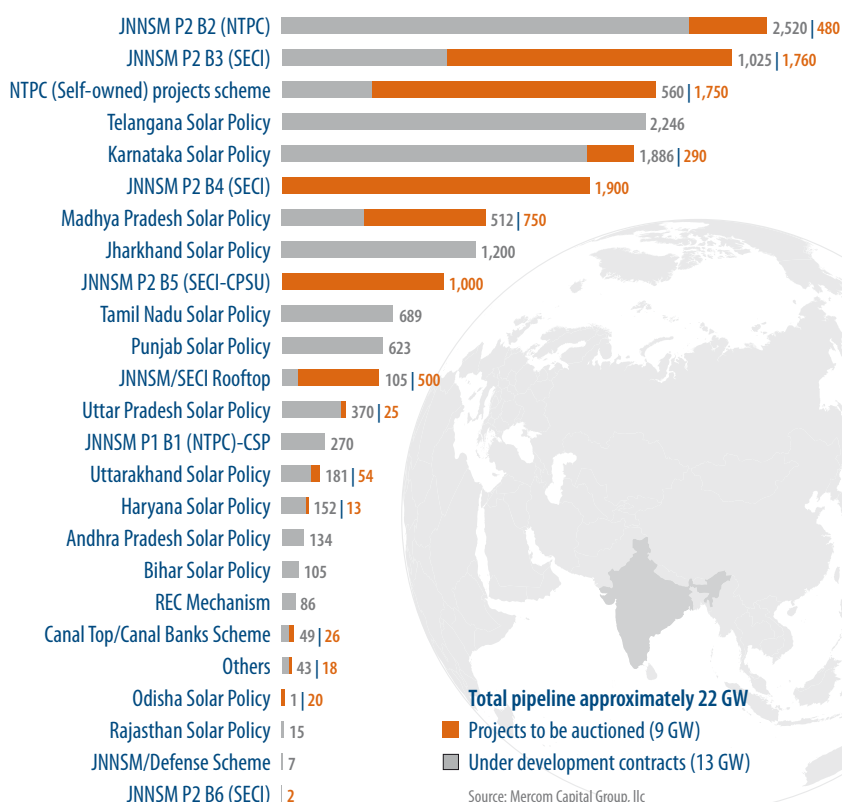 JNNSM P2 B2 (NTPC) 2,520 | 480
JNNSM P2 B3 (SECI) 1,025 | 1,760
NTPC (Self-owned) projects scheme 560 | 1,750
Telangana Solar Policy 2,246
Karnataka Solar Policy 1,886 | 290
JNNSM P2 B4 (SECI) 1,900
Madhya Pradesh Solar Policy 512 | 750
Jharkhand Solar Policy 1,200
JNNSM P2 B5 (SECI-CPSU) 1,000
Tamil Nadu Solar Policy 689
Punjab Solar Policy 623
JNNSM/SECI Rooftop 105 | 500
Uttar Pradesh Solar Policy 370 | 25
JNNSM P1 B1 (NTPC)-CSP 270
Uttarakhand Solar Policy 181 | 54
Haryana Solar Policy 152 | 13
Andhra Pradesh Solar Policy 134
Bihar Solar Policy 105
REC Mechanism 86
Canal Top/Canal Banks Scheme 49 | 26
Others 43 | 18
Odisha Solar Policy 1 | 20
Rajasthan Solar Policy 15
JNNSM/Defense Scheme 7
JNNSM P2 B6 (SECI) 2
Total pipeline approximately 22 GW
Projects to be auctioned (9 GW)
Under development contracts (13 GW)
Source: Mercom Capital Group, llc